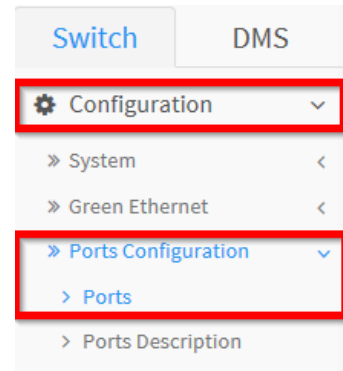 Switch DMS
Configuration
» System
» Green Ethernet
» Ports Configuration
> Ports
> Ports Description